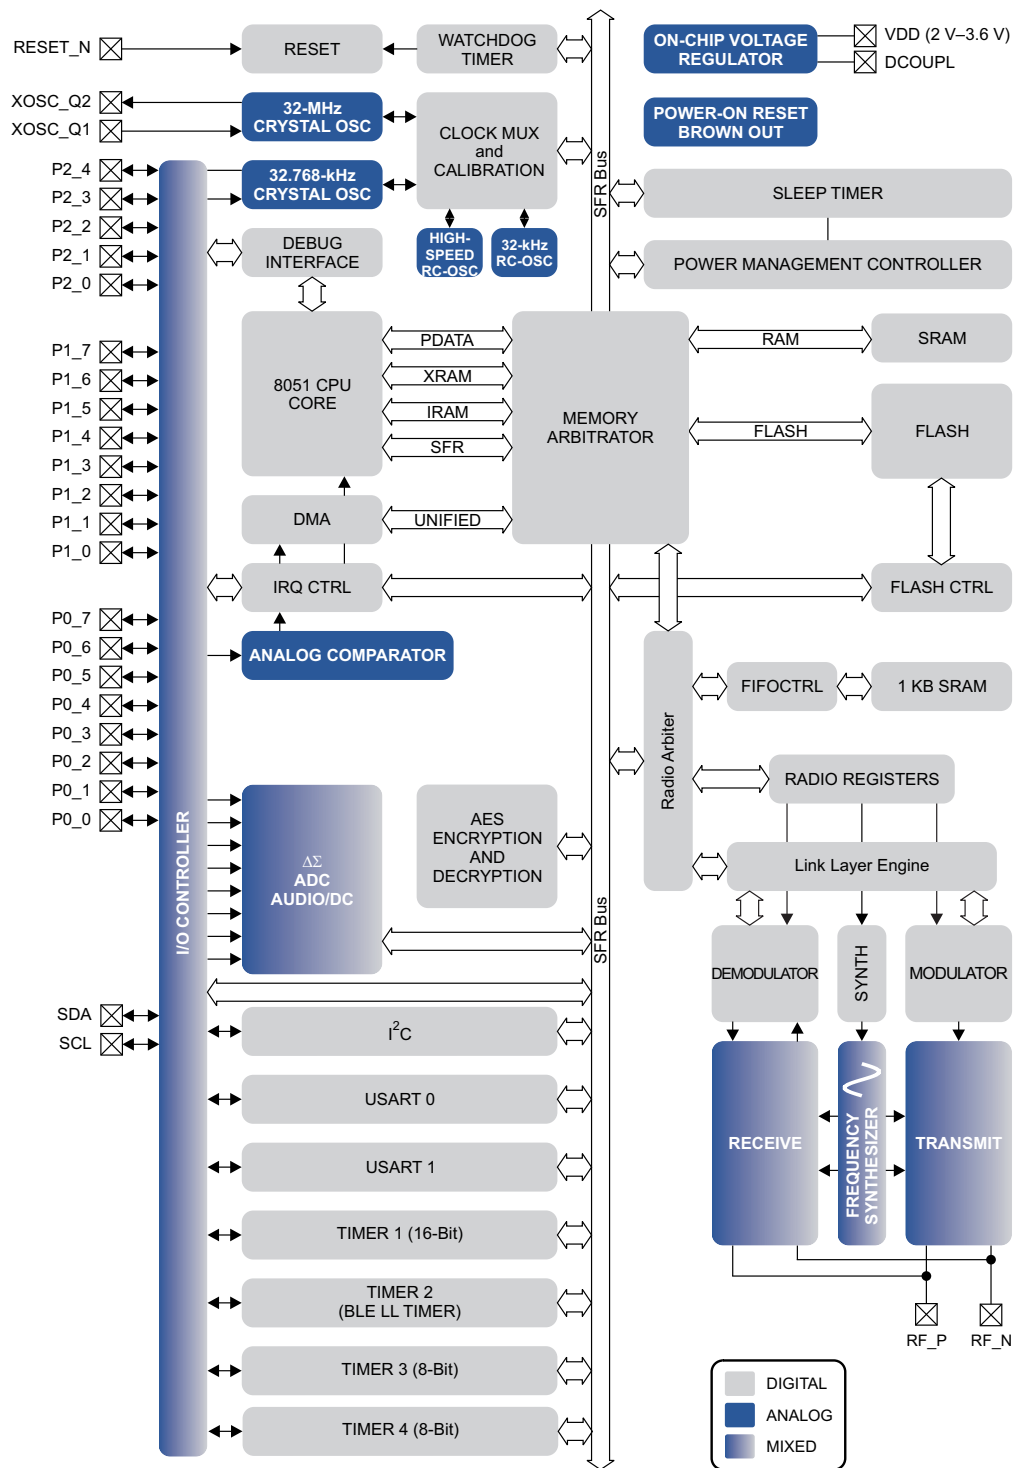 RESET_N
RESET
WATCHDOG
TIMER
ON-CHIP VOLTAGE
REGULATOR
VDD (2 V–3.6 V)
DCOUPL
XOSC_Q2
XOSC_Q1
32-MHz
CRYSTAL OSC
CLOCK MUX
and
CALIBRATION
POWER-ON RESET
BROWN OUT
SFR Bus
P2_4
P2_3
P2_2
P2_1
P2_0
32.768-kHz
CRYSTAL OSC
SLEEP TIMER
DEBUG
INTERFACE
HIGH-
SPEED
RC-OSC
32-kHz
RC-OSC
POWER MANAGEMENT CONTROLLER
P1_7
P1_6
P1_5
P1_4
P1_3
P1_2
P1_1
P1_0
8051 CPU
CORE
PDATA
XRAM
IRAM
SFR
MEMORY
ARBITRATOR
RAM
SRAM
FLASH
FLASH
DMA
UNIFIED
IRQ CTRL
FLASH CTRL
P0_7
P0_6
P0_5
P0_4
P0_3
P0_2
P0_1
P0_0
ANALOG COMPARATOR
Radio Arbiter
FIFOCTRL
1 KB SRAM
RADIO REGISTERS
Link Layer Engine
I/O CONTROLLER
ΔΣ
ADC
AUDIO/DC
AES
ENCRYPTION
AND
DECRYPTION
SFR Bus
DEMODULATOR
SYNTH
MODULATOR
SDA
SCL
I²C
USART 0
USART 1
TIMER 1 (16-Bit)
TIMER 2
(BLE LL TIMER)
TIMER 3 (8-Bit)
TIMER 4 (8-Bit)
RECEIVE
FREQUENCY
SYNTHESIZER
TRANSMIT
RF_P
RF_N
DIGITAL
ANALOG
MIXED